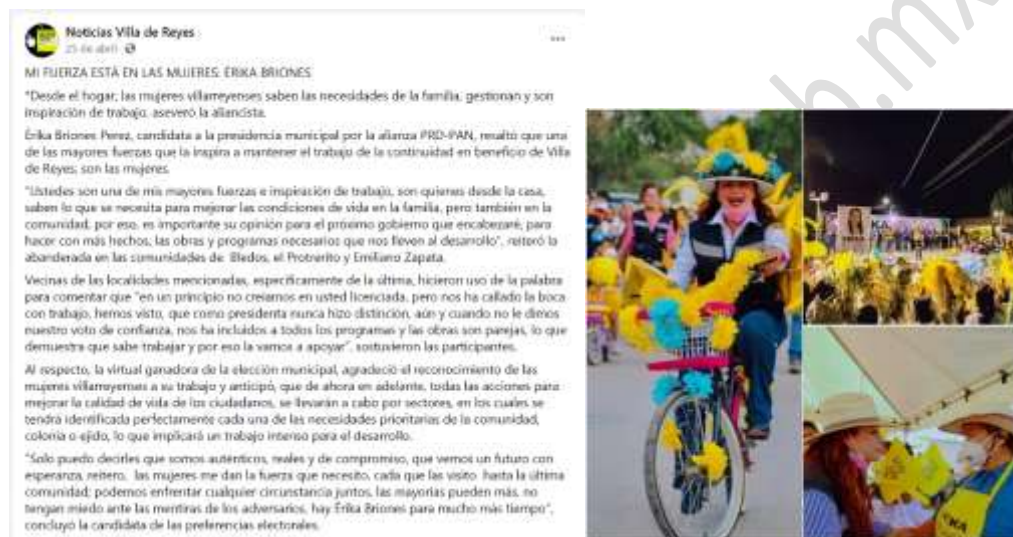 Noticias Villa de Reyes
25 de abril
MI FUERZA ESTÁ EN LAS MUJERES: ÉRIKA BRIONES
"Desde el hogar, las mujeres villarreyenses saben las necesidades de la familia, gestionan y son
inspiración de trabajo, aseveró la aliancista.
Érika Briones Perez, candidata a la presidencia municipal por la alianza PRD-PAN, resaltó que una
de las mayores fuerzas que la inspira a mantener el trabajo de la continuidad en beneficio de Villa
de Reyes, son las mujeres.
"Ustedes son una de mis mayores fuerzas e inspiración de trabajo, son quienes desde la casa,
saben lo que se necesita para mejorar las condiciones de vida en la familia, pero también en la
comunidad, por eso, es importante su opinión para el próximo gobierno que encabezaré, para
hacer con más hechos, las obras y programas necesarios que nos lleven al desarrollo", reiteró la
abanderada en las comunidades de Bledos, el Protrerito y Emiliano Zapata.
Vecinas de las localidades mencionadas, específicamente de la última, hicieron uso de la palabra
para comentar que "en un principio no creíamos en usted licenciada, pero nos ha callado la boca
con trabajo, hemos visto, que como presidenta nunca hizo distinción, aún y cuando no le dimos
nuestro voto de confianza, nos ha incluidos a todos los programas y las obras son parejas, lo que
demuestra que sabe trabajar y por eso la vamos a apoyar", sostuvieron las participantes.
Al respecto, la virtual ganadora de la elección municipal, agradeció el reconocimiento de las
mujeres villarreyenses a su trabajo y anticipó, que de ahora en adelante, todas las acciones para
mejorar la calidad de vida de los ciudadanos, se llevarán a cabo por sectores, en los cuales se
tendrá identificada perfectamente cada una de las necesidades prioritarias de la comunidad,
colonia o ejido, lo que implicará un trabajo intenso para el desarrollo.
"Solo puedo decirles que somos auténticos, reales y de compromiso, que vemos un futuro con
esperanza, reitero, las mujeres me dan la fuerza que necesito, cada que las visito hasta la última
comunidad; podemos enfrentar cualquier circunstancia juntos, las mayorías pueden más, no
tengan miedo ante las mentiras de los adversarios, hay Érika Briones para mucho más tiempo",
concluyó la candidata de las preferencias electorales.